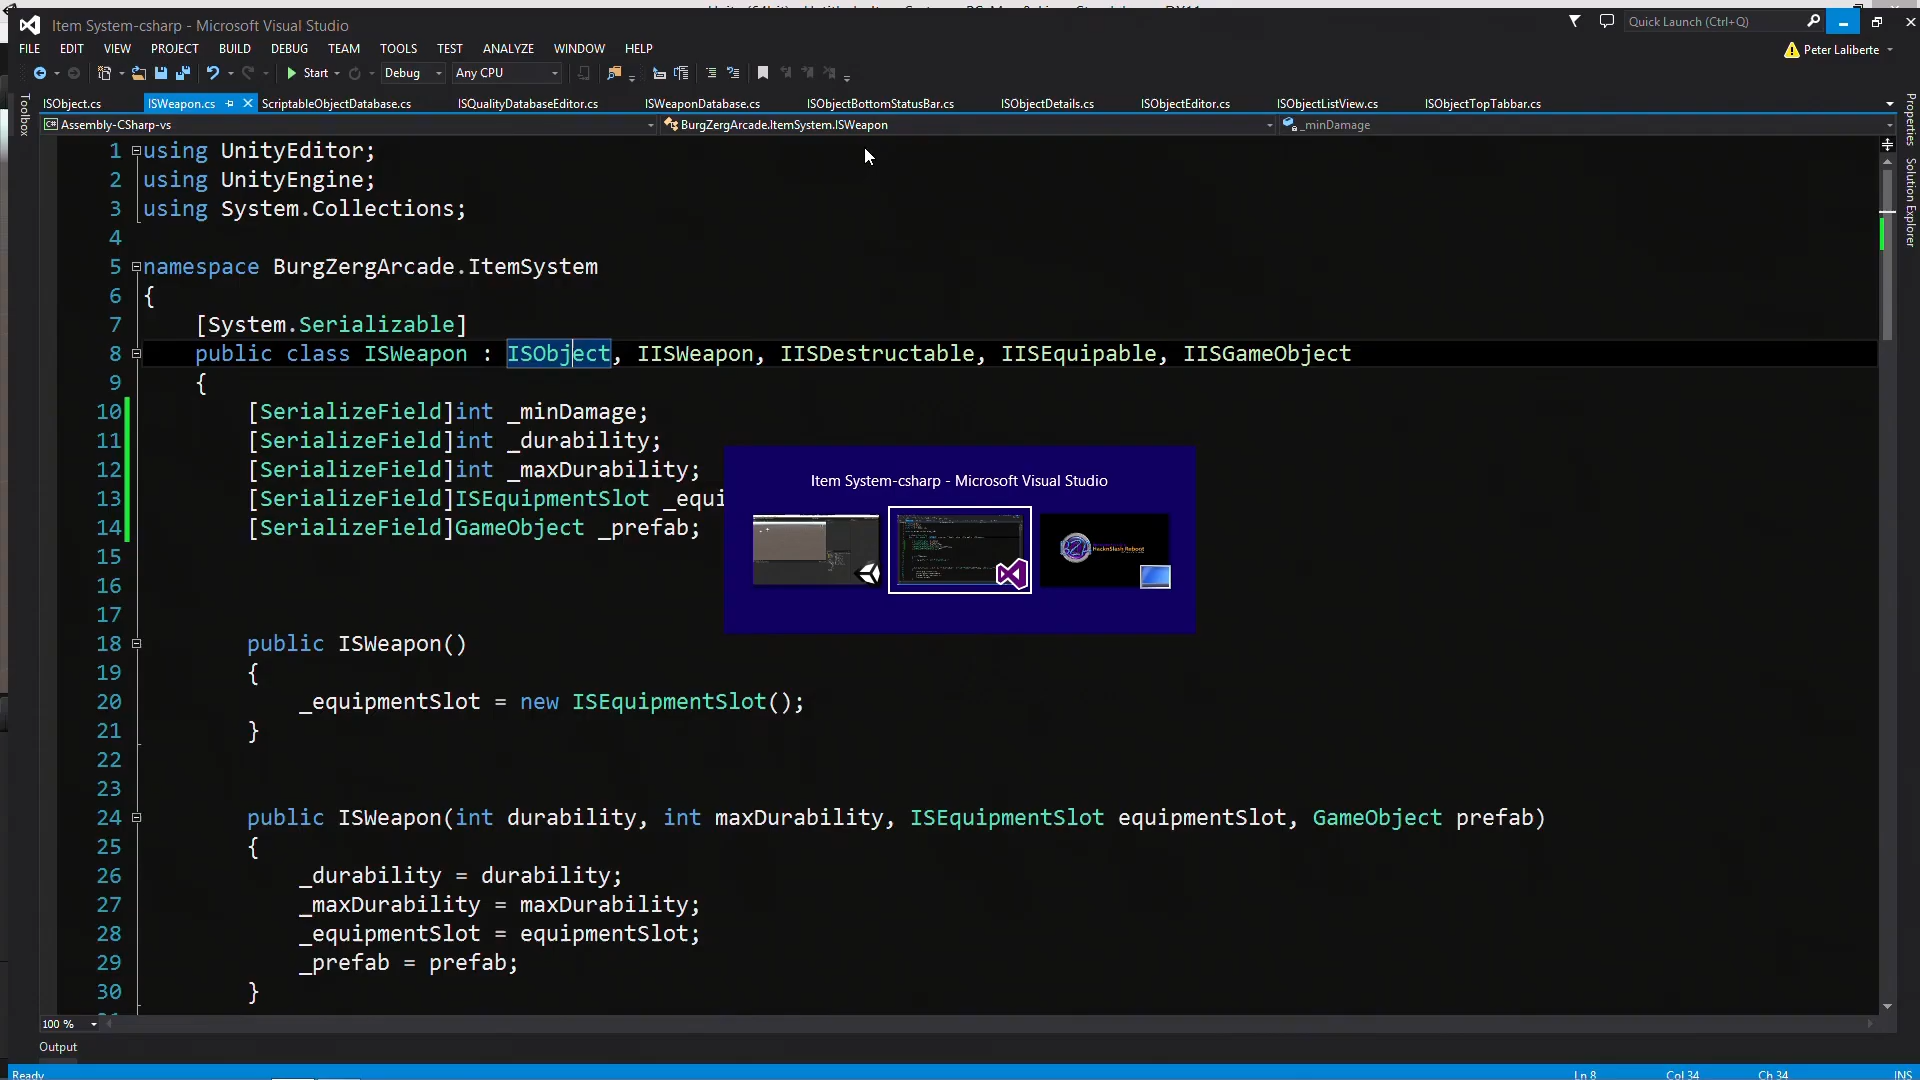 Item System-csharp - Microsoft Visual Studio
Quick Launch (Ctrl+Q)
FILE EDIT VIEW PROJECT BUILD DEBUG TEAM TOOLS TEST ANALYZE WINDOW HELP
Peter Laliberte
Start Debug Any CPU
Toolbox
ISObject.cs ISWeapon.cs ScriptableObjectDatabase.cs ISQualityDatabaseEditor.cs ISWeaponDatabase.cs ISObjectBottomStatusBar.cs ISObjectDetails.cs ISObjectEditor.cs ISObjectListView.cs ISObjectTopTabbar.cs
Assembly-CSharp-vs BurgZergArcade.ItemSystem.ISWeapon _minDamage
Properties
Solution Explorer
1 using UnityEditor;
2 using UnityEngine;
3 using System.Collections;
4
5 namespace BurgZergArcade.ItemSystem
6 {
7 [System.Serializable]
8 public class ISWeapon : ISObject, IISWeapon, IISDestructable, IISEquipable, IISGameObject
9 {
10 [SerializeField]int _minDamage;
11 [SerializeField]int _durability;
12 [SerializeField]int _maxDurability;
13 [SerializeField]ISEquipmentSlot _equi
14 [SerializeField]GameObject _prefab;
15
16
17
18 public ISWeapon()
19 {
20 _equipmentSlot = new ISEquipmentSlot();
21 }
22
23
24 public ISWeapon(int durability, int maxDurability, ISEquipmentSlot equipmentSlot, GameObject prefab)
25 {
26 _durability = durability;
27 _maxDurability = maxDurability;
28 _equipmentSlot = equipmentSlot;
29 _prefab = prefab;
30 }
Item System-csharp - Microsoft Visual Studio
HacknSlash Reboot
100 %
Output
Ready Ln 8 Col 34 Ch 34 INS